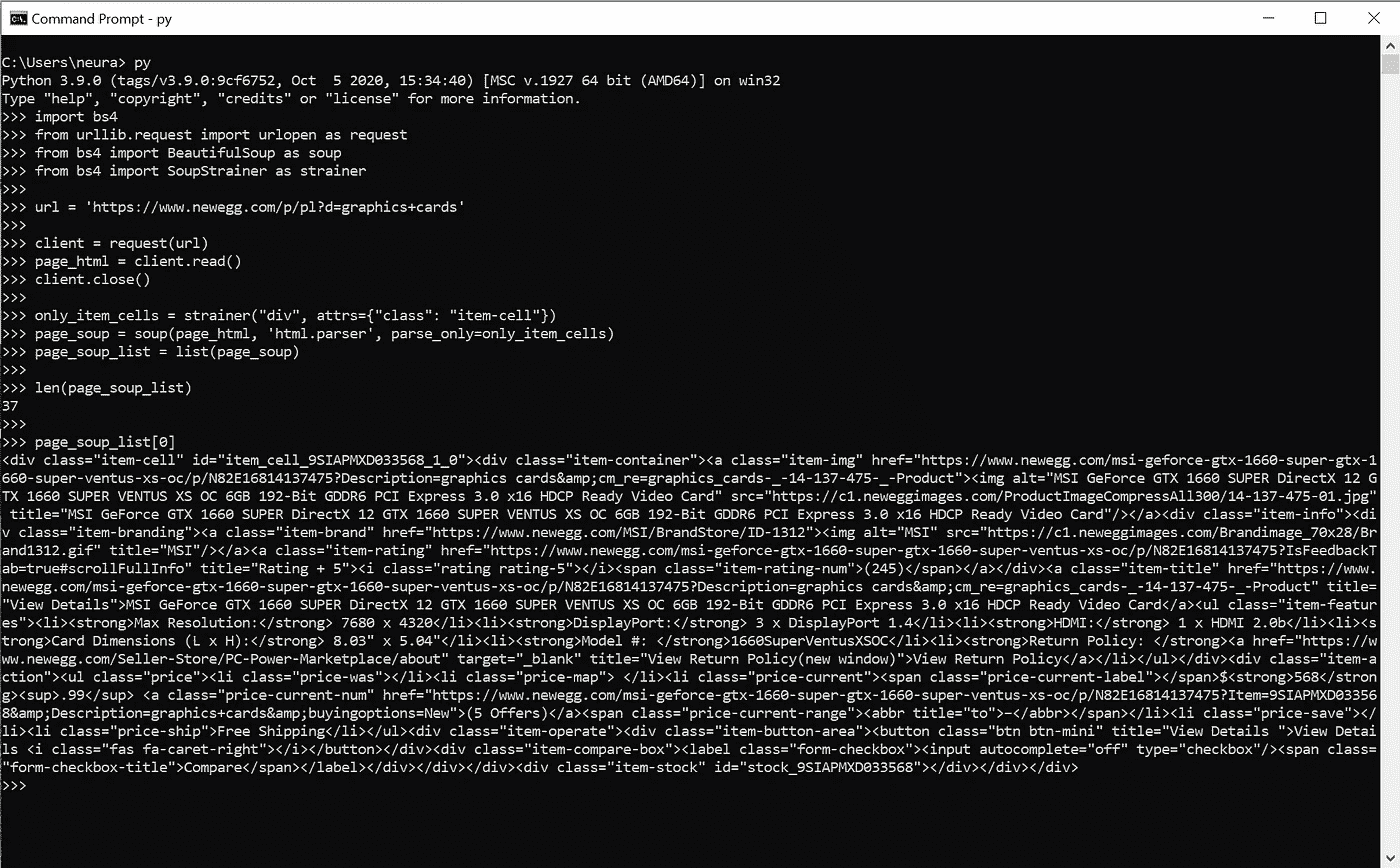 Command Prompt - py
C:\Users\neura> py
Python 3.9.0 (tags/v3.9.0:9cf6752, Oct  5 2020, 15:34:40) [MSC v.1927 64 bit (AMD64)] on win32
Type "help", "copyright", "credits" or "license" for more information.
>>> import bs4
>>> from urllib.request import urlopen as request
>>> from bs4 import BeautifulSoup as soup
>>> from bs4 import SoupStrainer as strainer
>>>
>>> url = 'https://www.newegg.com/p/pl?d=graphics+cards'
>>>
>>> client = request(url)
>>> page_html = client.read()
>>> client.close()
>>>
>>> only_item_cells = strainer("div", attrs={"class": "item-cell"})
>>> page_soup = soup(page_html, 'html.parser', parse_only=only_item_cells)
>>> page_soup_list = list(page_soup)
>>>
>>> len(page_soup_list)
37
>>>
>>> page_soup_list[0]
<div class="item-cell" id="item_cell_9SIAPMXD033568_1_0"><div class="item-container"><a class="item-img" href="https://www.newegg.com/msi-geforce-gtx-1660-super-gtx-1
660-super-ventus-xs-oc/p/N82E16814137475?Description=graphics cards&amp;cm_re=graphics_cards-_-14-137-475-_-Product"><img alt="MSI GeForce GTX 1660 SUPER DirectX 12 G
TX 1660 SUPER VENTUS XS OC 6GB 192-Bit GDDR6 PCI Express 3.0 x16 HDCP Ready Video Card" src="https://c1.neweggimages.com/ProductImageCompressAll300/14-137-475-01.jpg"
 title="MSI GeForce GTX 1660 SUPER DirectX 12 GTX 1660 SUPER VENTUS XS OC 6GB 192-Bit GDDR6 PCI Express 3.0 x16 HDCP Ready Video Card"/></a><div class="item-info"><di
v class="item-branding"><a class="item-brand" href="https://www.newegg.com/MSI/BrandStore/ID-1312"><img alt="MSI" src="https://c1.neweggimages.com/Brandimage_70x28/Br
and1312.gif" title="MSI"/></a><a class="item-rating" href="https://www.newegg.com/msi-geforce-gtx-1660-super-gtx-1660-super-ventus-xs-oc/p/N82E16814137475?IsFeedbackT
ab=true#scrollFullInfo" title="Rating + 5"><i class="rating rating-5"></i><span class="item-rating-num">(245)</span></a></div><a class="item-title" href="https://www.
newegg.com/msi-geforce-gtx-1660-super-gtx-1660-super-ventus-xs-oc/p/N82E16814137475?Description=graphics cards&amp;cm_re=graphics_cards-_-14-137-475-_-Product" title=
"View Details">MSI GeForce GTX 1660 SUPER DirectX 12 GTX 1660 SUPER VENTUS XS OC 6GB 192-Bit GDDR6 PCI Express 3.0 x16 HDCP Ready Video Card</a><ul class="item-featur
es"><li><strong>Max Resolution:</strong> 7680 x 4320</li><li><strong>DisplayPort:</strong> 3 x DisplayPort 1.4</li><li><strong>HDMI:</strong> 1 x HDMI 2.0b</li><li><s
trong>Card Dimensions (L x H):</strong> 8.03" x 5.04"</li><li><strong>Model #: </strong>1660SuperVentusXSOC</li><li><strong>Return Policy: </strong><a href="https://w
ww.newegg.com/Seller-Store/PC-Power-Marketplace/about" target="_blank" title="View Return Policy(new window)">View Return Policy</a></li></ul></div><div class="item-a
ction"><ul class="price"><li class="price-was"></li><li class="price-map"> </li><li class="price-current"><span class="price-current-label"></span>$<strong>568</stron
g><sup>.99</sup> <a class="price-current-num" href="https://www.newegg.com/msi-geforce-gtx-1660-super-gtx-1660-super-ventus-xs-oc/p/N82E16814137475?Item=9SIAPMXD03356
8&amp;Description=graphics+cards&amp;buyingoptions=New">(5 Offers)</a><span class="price-current-range"><abbr title="to">–</abbr></span></li><li class="price-save"></
li><li class="price-ship">Free Shipping</li></ul><div class="item-operate"><div class="item-button-area"><button class="btn btn-mini" title="View Details ">View Detai
ls <i class="fas fa-caret-right"></i></button></div><div class="item-compare-box"><label class="form-checkbox"><input autocomplete="off" type="checkbox"/><span class=
"form-checkbox-title">Compare</span></label></div></div></div><div class="item-stock" id="stock_9SIAPMXD033568"></div></div></div>
>>>